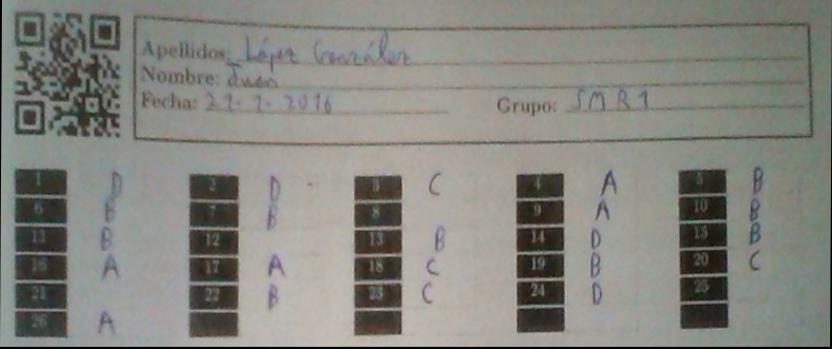 Apellidos: López González
Nombre: Juan
Fecha: 21-1-2016 Grupo: SMR1
1 D 2 D 3 C 4 A 5 B
6 B 7 B 8 9 A 10 B
11 B 12 13 B 14 D 15 B
16 A 17 A 18 C 19 B 20 C
21 22 B 23 C 24 D 25
26 A